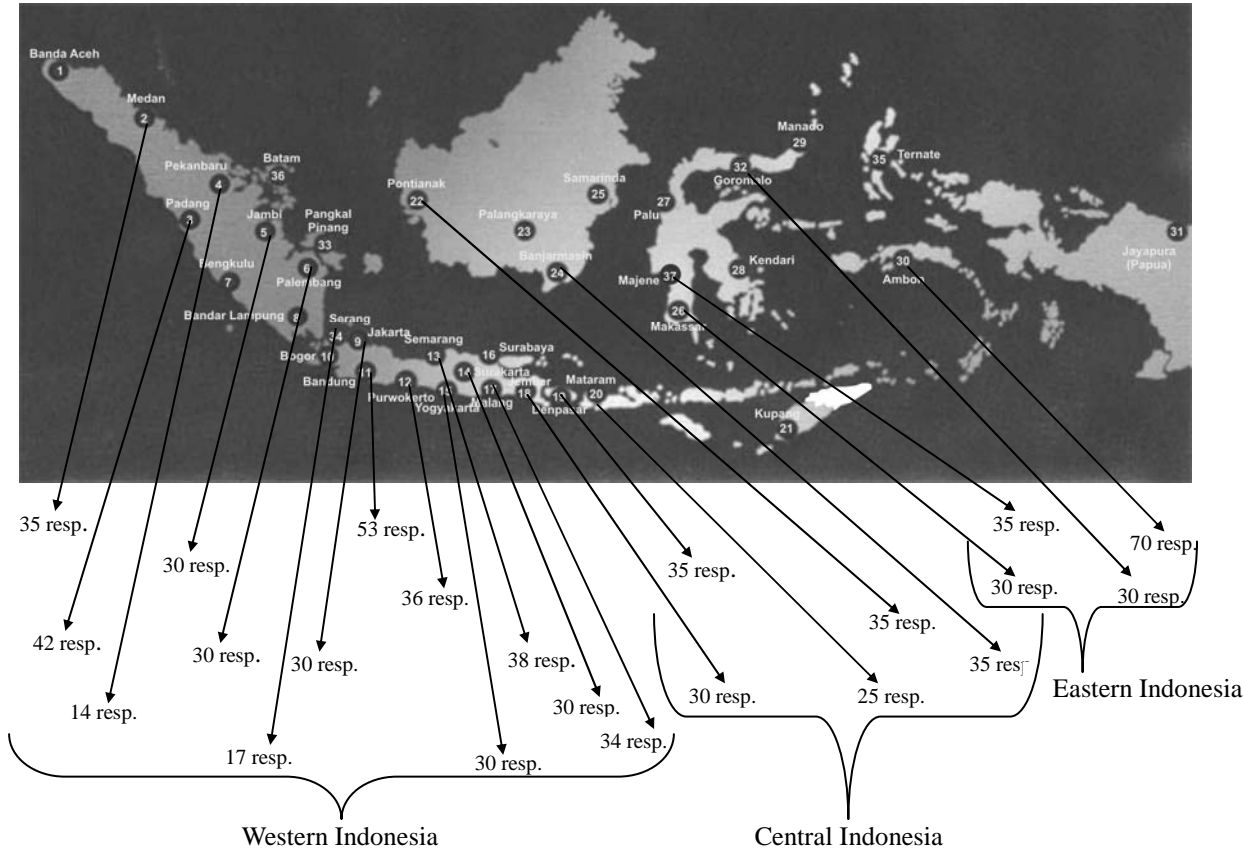 Banda Aceh
1
Medan
2
Pekanbaru
4
Batam
36
Padang
3
Jambi
5
Pangkal
Pinang
33
Bengkulu
7
6
Palembang
Bandar Lampung
8
Serang
34
Jakarta
9
Bogor
10
Bandung
11
Semarang
13
Purwokerto
12
Yogyakarta
15
Surakarta
14
Surabaya
16
Malang
17
Jember
18
Denpasar
19
Mataram
20
Kupang
21
Pontianak
22
Palangkaraya
23
Banjarmasin
24
Samarinda
25
Makassar
26
27
Palu
Kendari
28
Manado
29
30
Ambon
31
Jayapura
(Papua)
32
Gorontalo
35
Ternate
Majene
37
35 resp.
53 resp.
35 resp.
70 resp.
30 resp.
35 resp.
36 resp.
30 resp.
30 resp.
35 resp.
42 resp.
30 resp.
30 resp.
38 resp.
35 resp
14 resp.
30 resp.
30 resp.
25 resp.
34 resp.
17 resp.
30 resp.
Eastern Indonesia
Western Indonesia
Central Indonesia